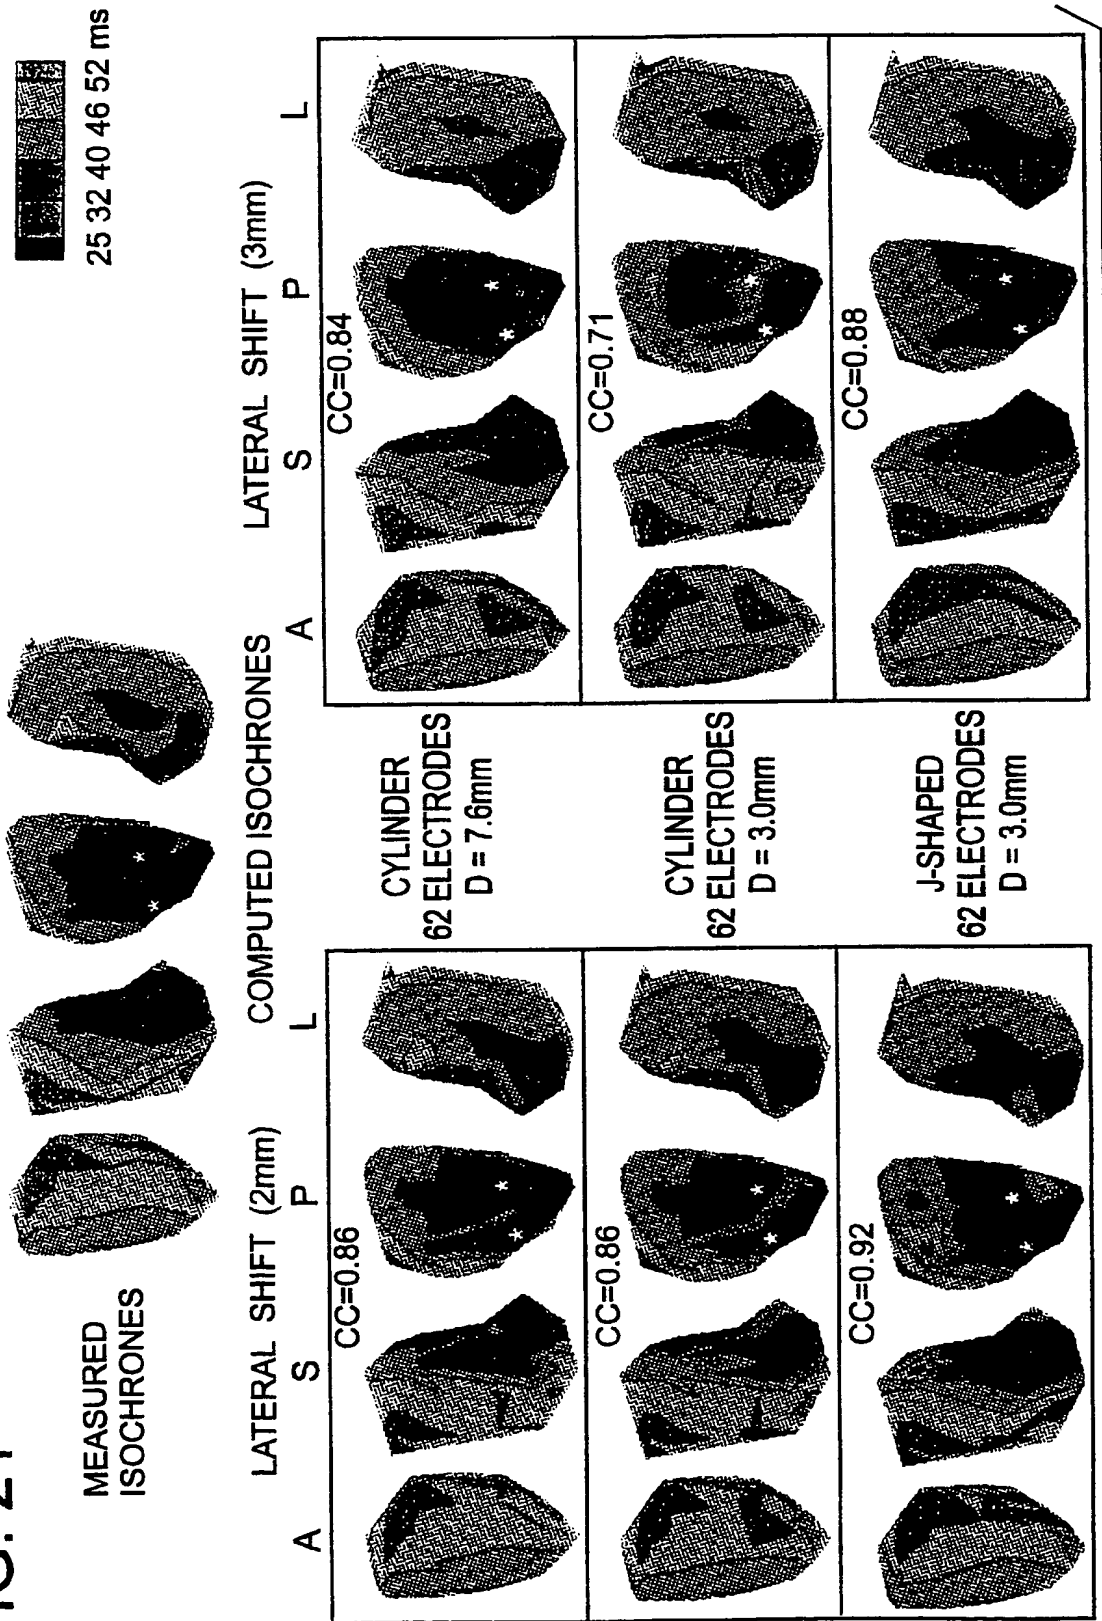 25 32 40 46 52 ms
MEASURED
ISOCHRONES
COMPUTED ISOCHRONES
LATERAL SHIFT (2mm)
LATERAL SHIFT (3mm)
A S P L
A S P L
CC=0.86
*
*
CYLINDER
62 ELECTRODES
D = 7.6mm
CC=0.84
*
*
CC=0.86
*
*
CYLINDER
62 ELECTRODES
D = 3.0mm
CC=0.71
*
*
CC=0.92
*
*
J-SHAPED
62 ELECTRODES
D = 3.0mm
CC=0.88
*
*